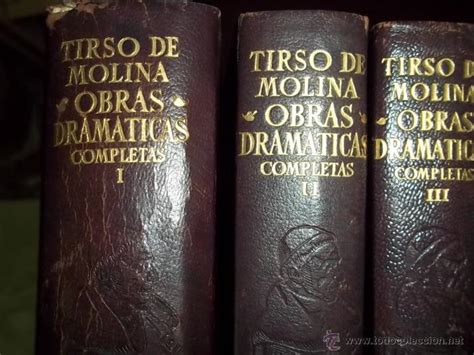 TIRSO DE
MOLINA
OBRAS
DRAMATICAS
COMPLETAS
I
TIRSO DE
MOLINA
OBRAS
DRAMATICAS
COMPLETAS
II
TIRSO DE
MOLINA
OBRAS
DRAMATICAS
COMPLETAS
III
www.todocoleccion.net